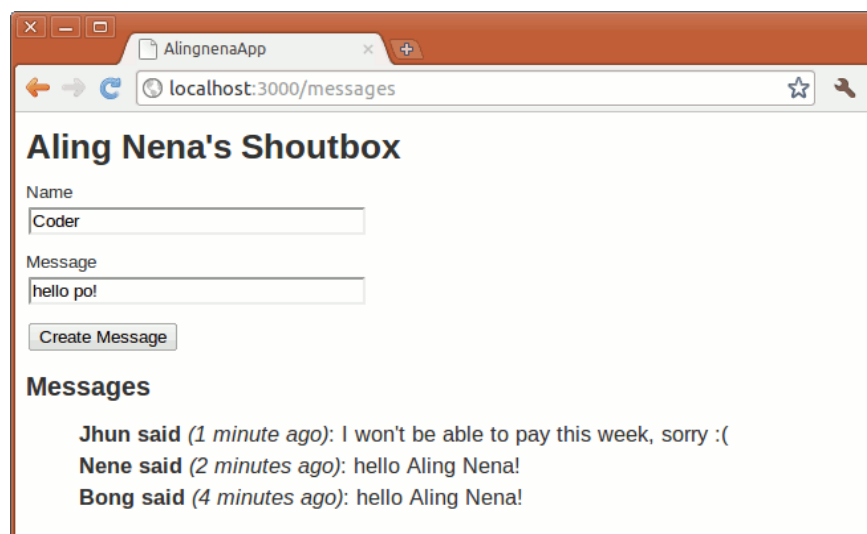 AlingnenaApp
localhost:3000/messages
Aling Nena's Shoutbox
Name
Coder
Message
hello po!
Create Message
Messages
Jhun said (1 minute ago): I won't be able to pay this week, sorry :(
Nene said (2 minutes ago): hello Aling Nena!
Bong said (4 minutes ago): hello Aling Nena!